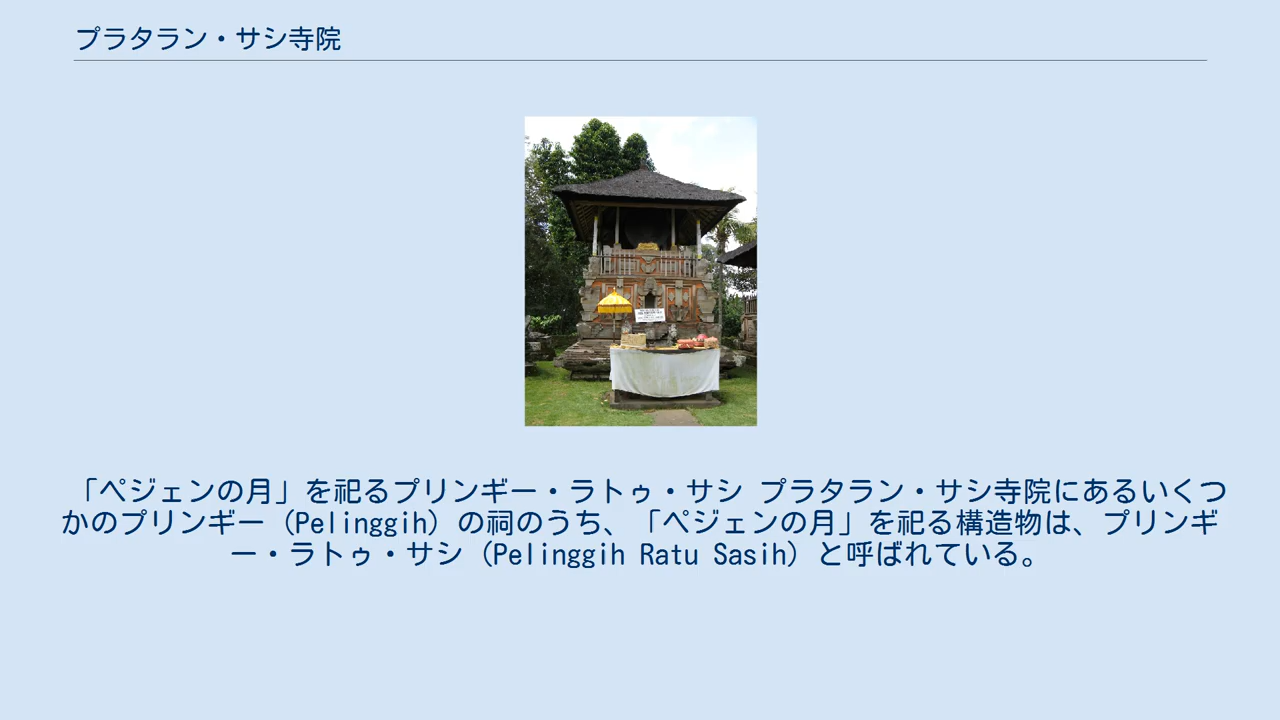 プラタラン・サシ寺院
「ペジェンの月」を祀るプリンギー・ラトゥ・サシ プラタラン・サシ寺院にあるいくつ
かのプリンギー（Pelinggih）の祠のうち、「ペジェンの月」を祀る構造物は、プリンギ
ー・ラトゥ・サシ（Pelinggih Ratu Sasih）と呼ばれている。